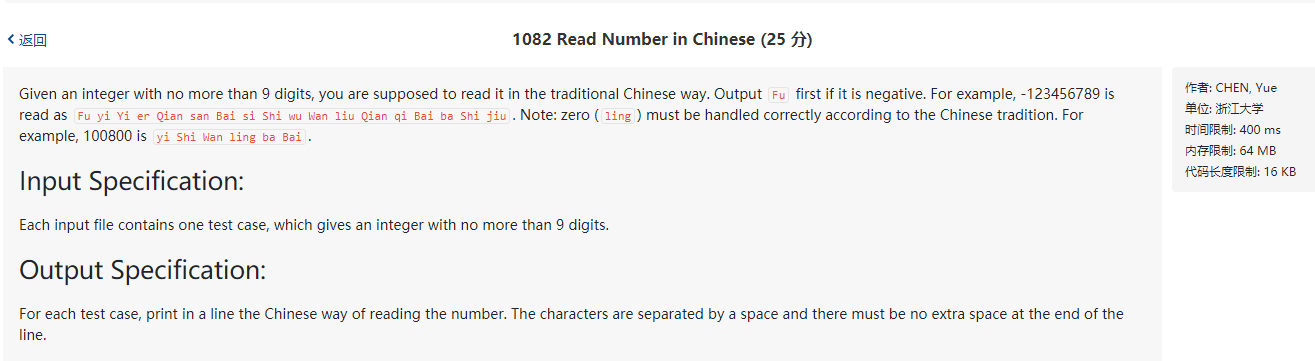 返回
1082 Read Number in Chinese (25 分)
Given an integer with no more than 9 digits, you are supposed to read it in the traditional Chinese way. Output Fu first if it is negative. For example, -123456789 is
read as Fu yi Yi er Qian san Bai si Shi wu Wan liu Qian qi Bai ba Shi jiu. Note: zero (ling) must be handled correctly according to the Chinese tradition. For
example, 100800 is yi Shi Wan ling ba Bai.
Input Specification:
Each input file contains one test case, which gives an integer with no more than 9 digits.
Output Specification:
For each test case, print in a line the Chinese way of reading the number. The characters are separated by a space and there must be no extra space at the end of the
line.
作者: CHEN, Yue
单位: 浙江大学
时间限制: 400 ms
内存限制: 64 MB
代码长度限制: 16 KB